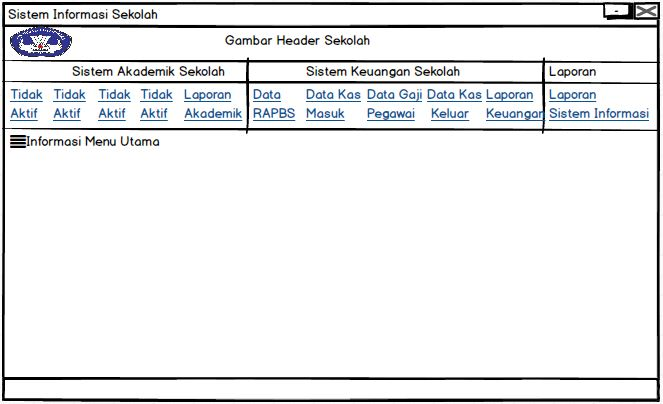 Sistem Informasi Sekolah
Gambar Header Sekolah
Sistem Akademik Sekolah Sistem Keuangan Sekolah Laporan
Tidak Tidak Tidak Tidak Laporan Data Data Kas Data Gaji Data Kas Laporan Laporan
Aktif Aktif Aktif Aktif Akademik RAPBS Masuk Pegawai Keluar Keuangan Sistem Informasi
Informasi Menu Utama